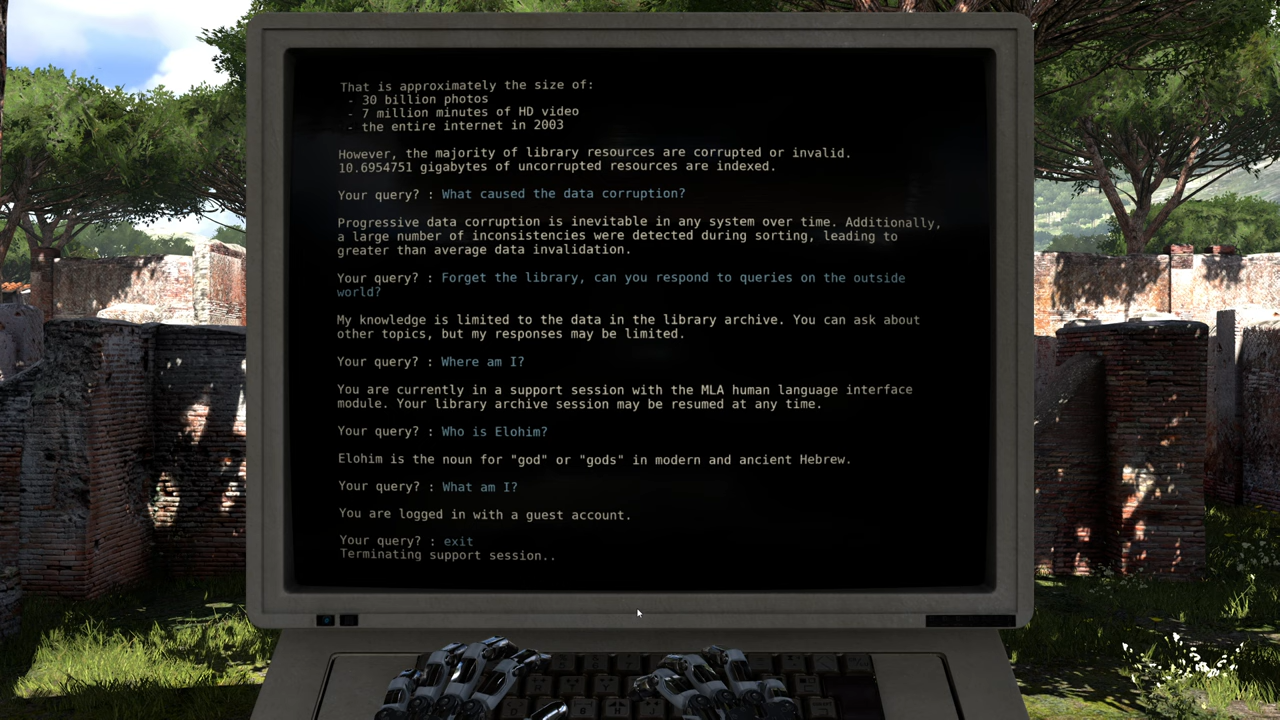 That is approximately the size of:
- 30 billion photos
- 7 million minutes of HD video
- the entire internet in 2003
However, the majority of library resources are corrupted or invalid.
10.6954751 gigabytes of uncorrupted resources are indexed.
Your query? : What caused the data corruption?
Progressive data corruption is inevitable in any system over time. Additionally,
a large number of inconsistencies were detected during sorting, leading to
greater than average data invalidation.
Your query? : Forget the library, can you respond to queries on the outside
world?
My knowledge is limited to the data in the library archive. You can ask about
other topics, but my responses may be limited.
Your query? : Where am I?
You are currently in a support session with the MLA human language interface
module. Your library archive session may be resumed at any time.
Your query? : Who is Elohim?
Elohim is the noun for "god" or "gods" in modern and ancient Hebrew.
Your query? : What am I?
You are logged in with a guest account.
Your query? : exit
Terminating support session..